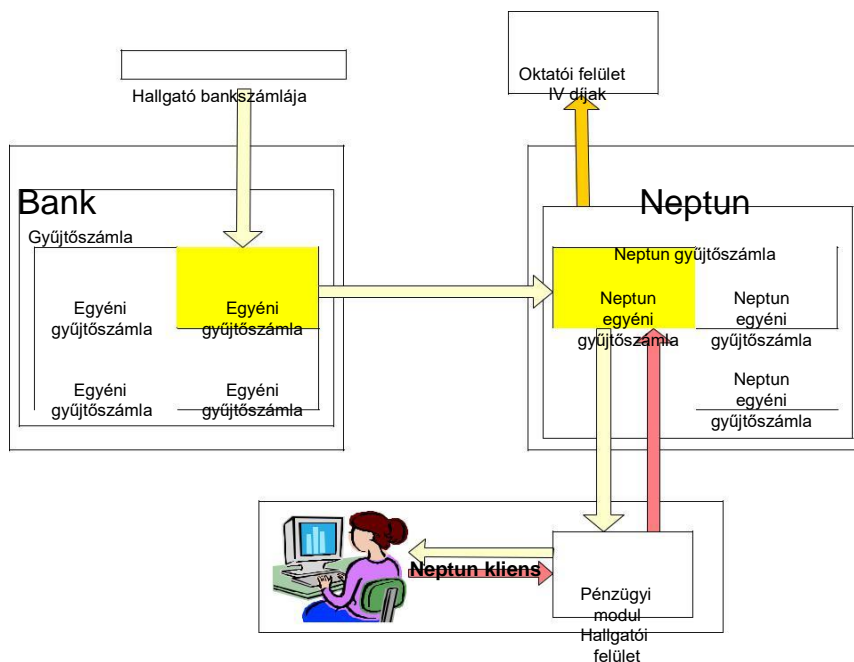 Hallgató bankszámlája
Oktatói felület
IV díjak
Bank
Gyűjtőszámla
Egyéni
gyűjtőszámla
Egyéni
gyűjtőszámla
Egyéni
gyűjtőszámla
Egyéni
gyűjtőszámla
Neptun
Neptun gyűjtőszámla
Neptun
egyéni
gyűjtőszámla
Neptun
egyéni
gyűjtőszámla
Neptun
egyéni
gyűjtőszámla
Neptun kliens
Pénzügyi
modul
Hallgatói
felület